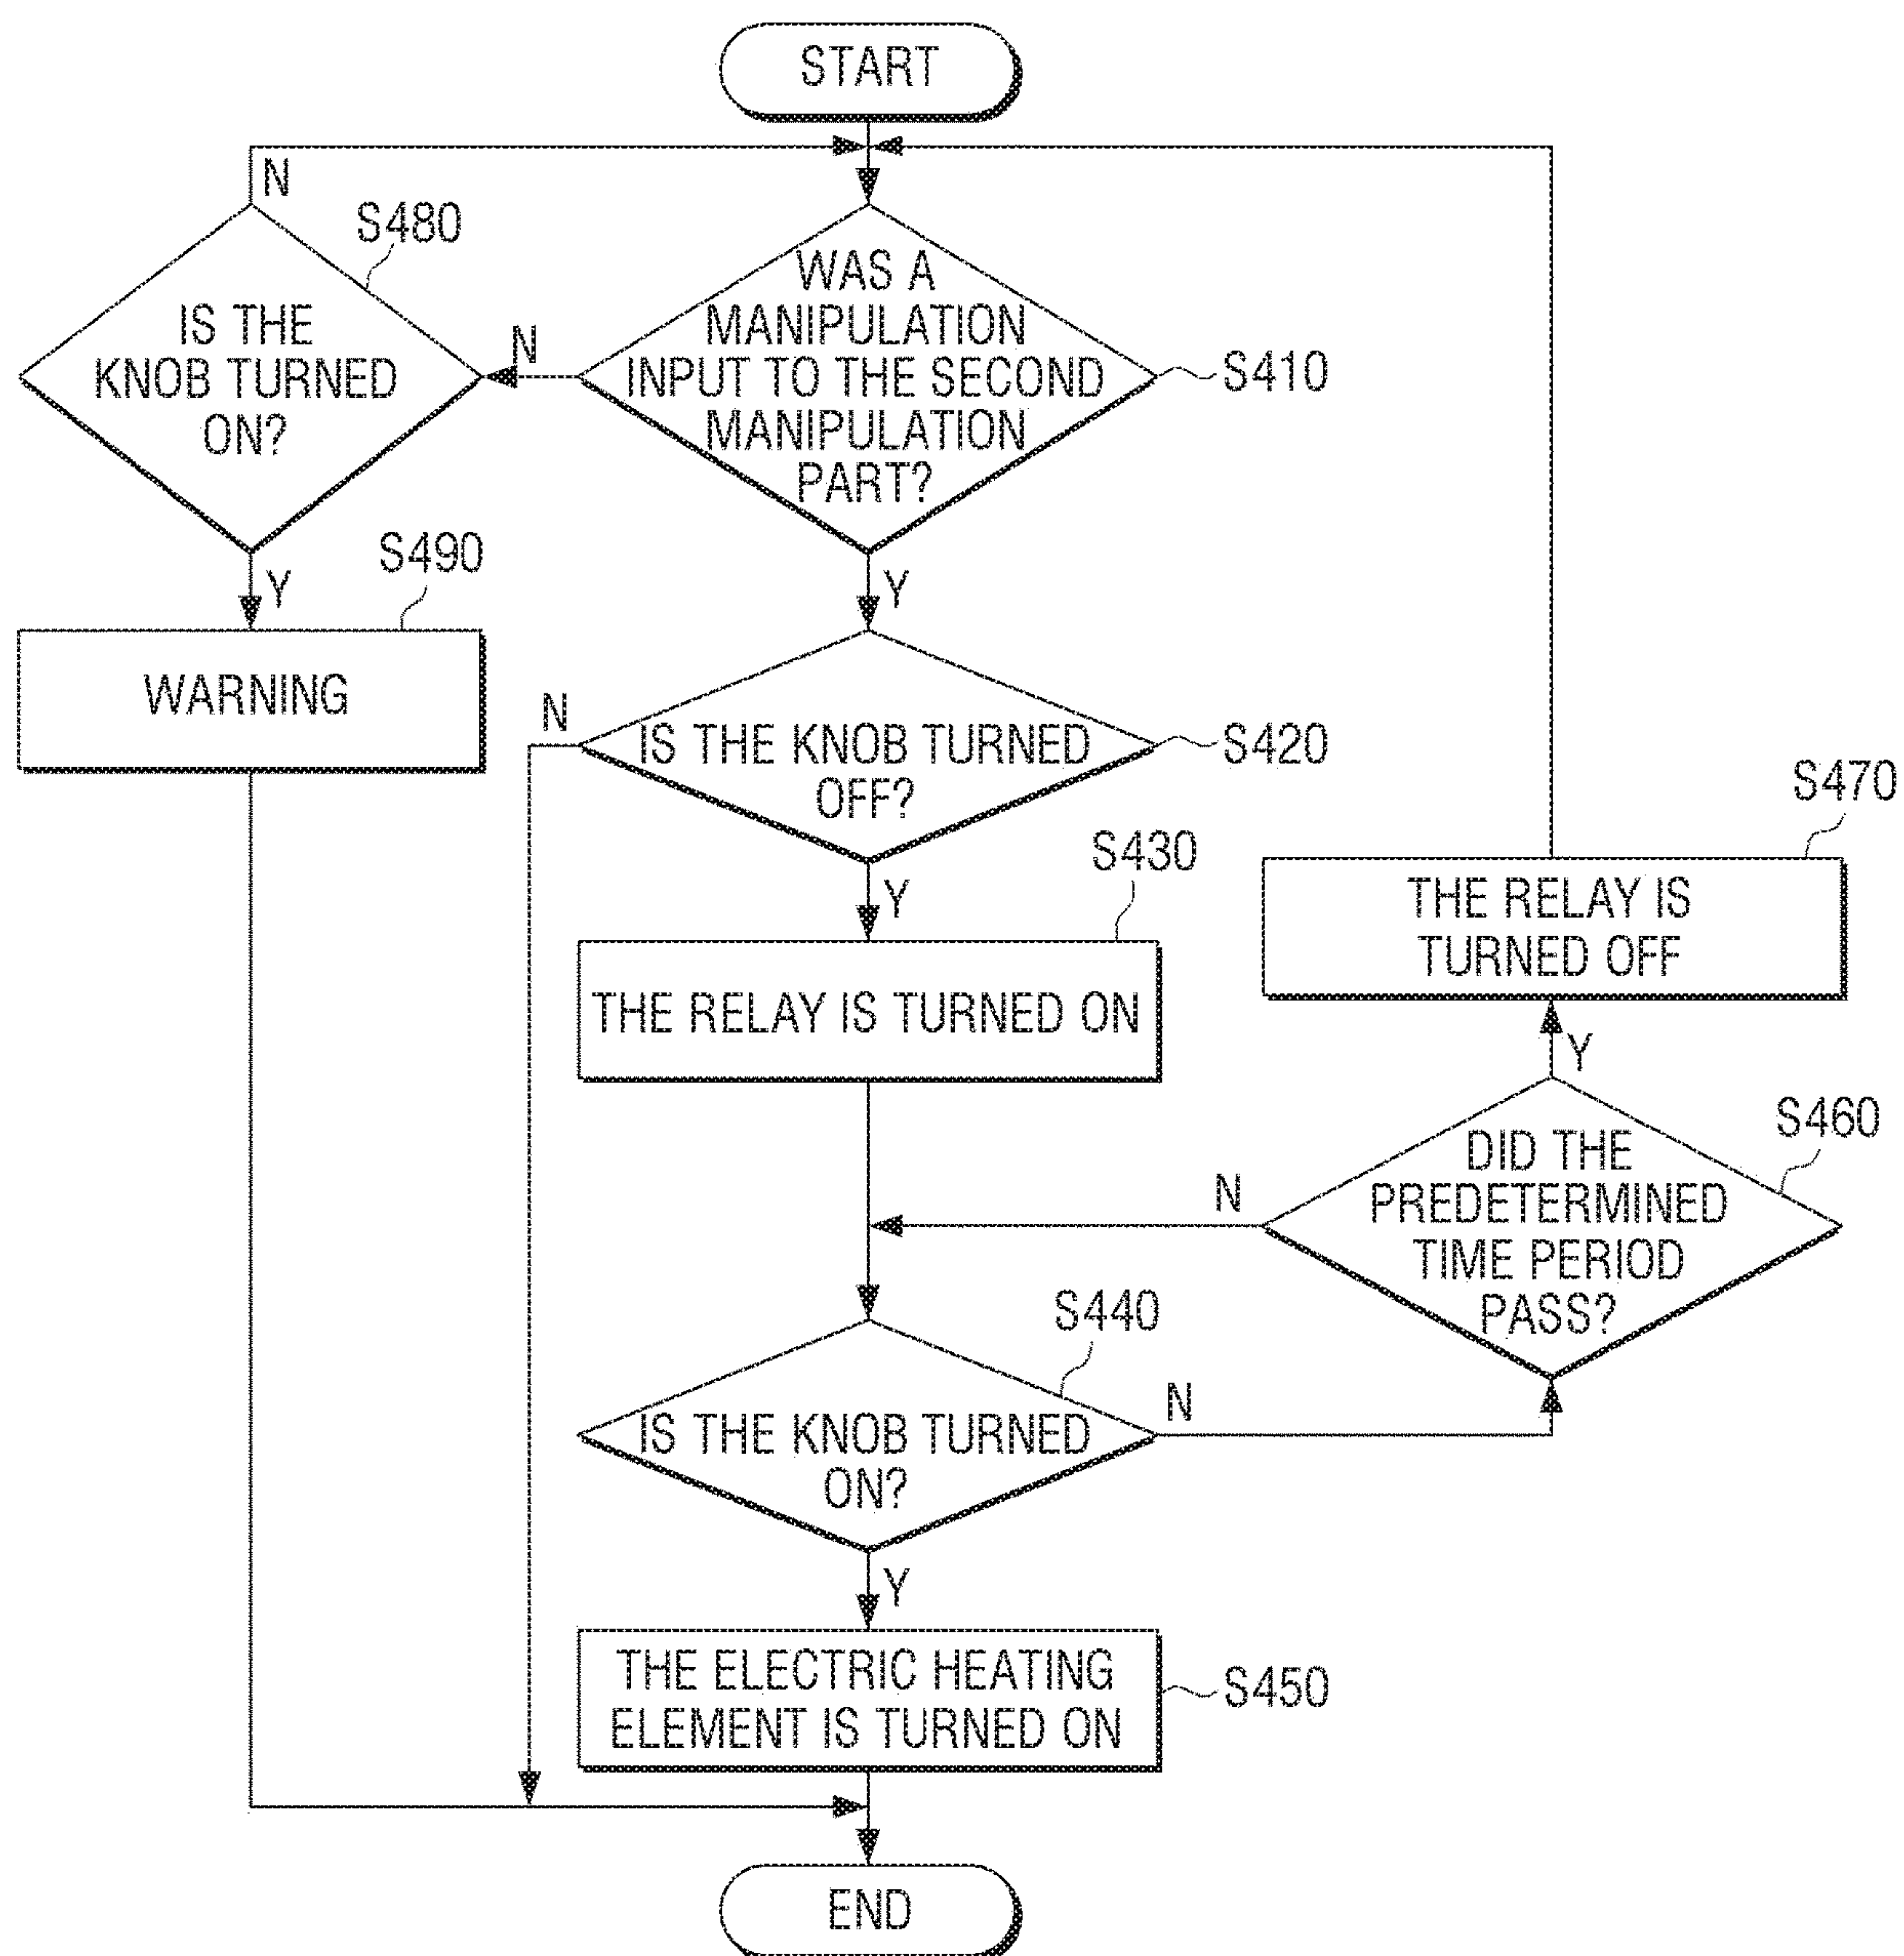 START
N
S480
WAS A
MANIPULATION
INPUT TO THE SECOND
MANIPULATION
PART?
S410
N
IS THE
KNOB TURNED
ON?
Y
S490
WARNING
Y
IS THE KNOB TURNED
OFF?
S420
N
Y
S430
THE RELAY IS TURNED ON
S470
THE RELAY IS
TURNED OFF
Y
S460
DID THE
PREDETERMINED
TIME PERIOD
PASS?
N
S440
IS THE KNOB TURNED
ON?
N
Y
THE ELECTRIC HEATING
ELEMENT IS TURNED ON
S450
END